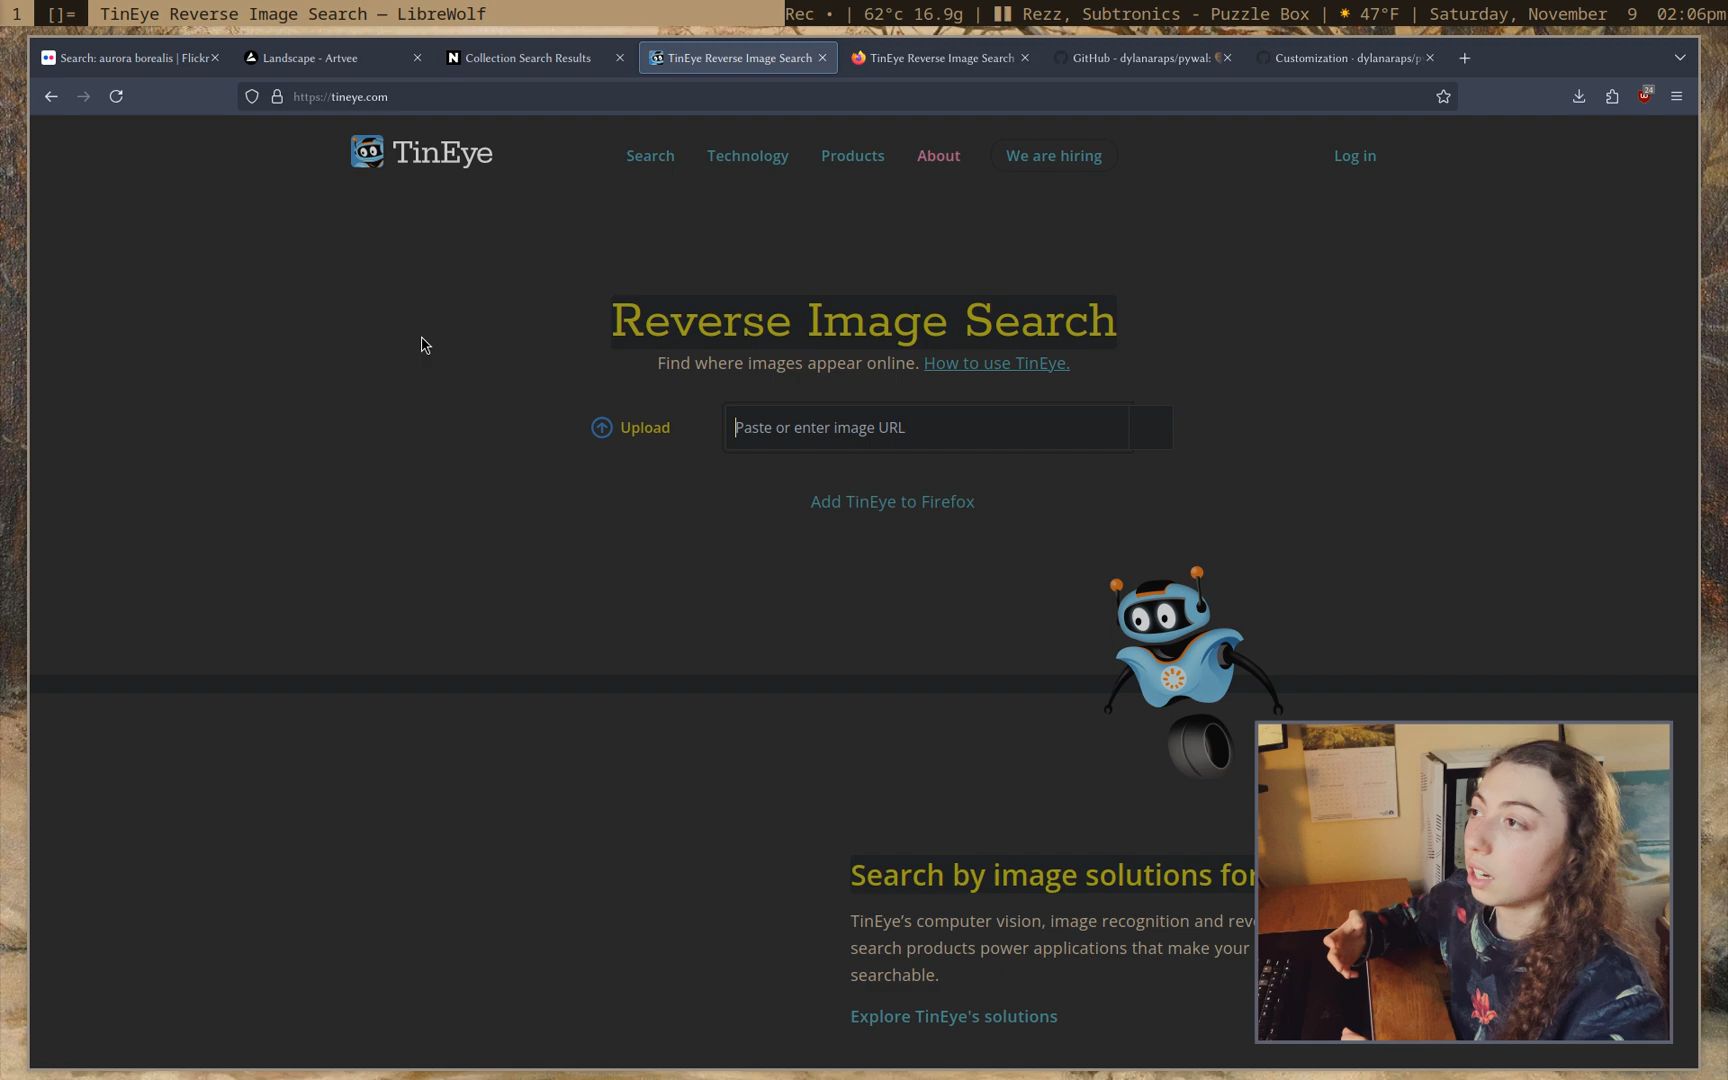 1 []= TinEye Reverse Image Search — LibreWolf Rec • | 62°c 16.9g | Rezz, Subtronics - Puzzle Box | 47°F | Saturday, November 9 02:06pm
Search: aurora borealis | Flickr Landscape - Artvee Collection Search Results TinEye Reverse Image Search TinEye Reverse Image Search GitHub - dylanaraps/pywal: Customization · dylanaraps/p
https://tineye.com 24
TinEye Search Technology Products About We are hiring Log in
Reverse Image Search
Find where images appear online. How to use TinEye.
Upload Paste or enter image URL
Add TinEye to Firefox
Search by image solutions for
TinEye’s computer vision, image recognition and reve
search products power applications that make your
searchable.
Explore TinEye's solutions